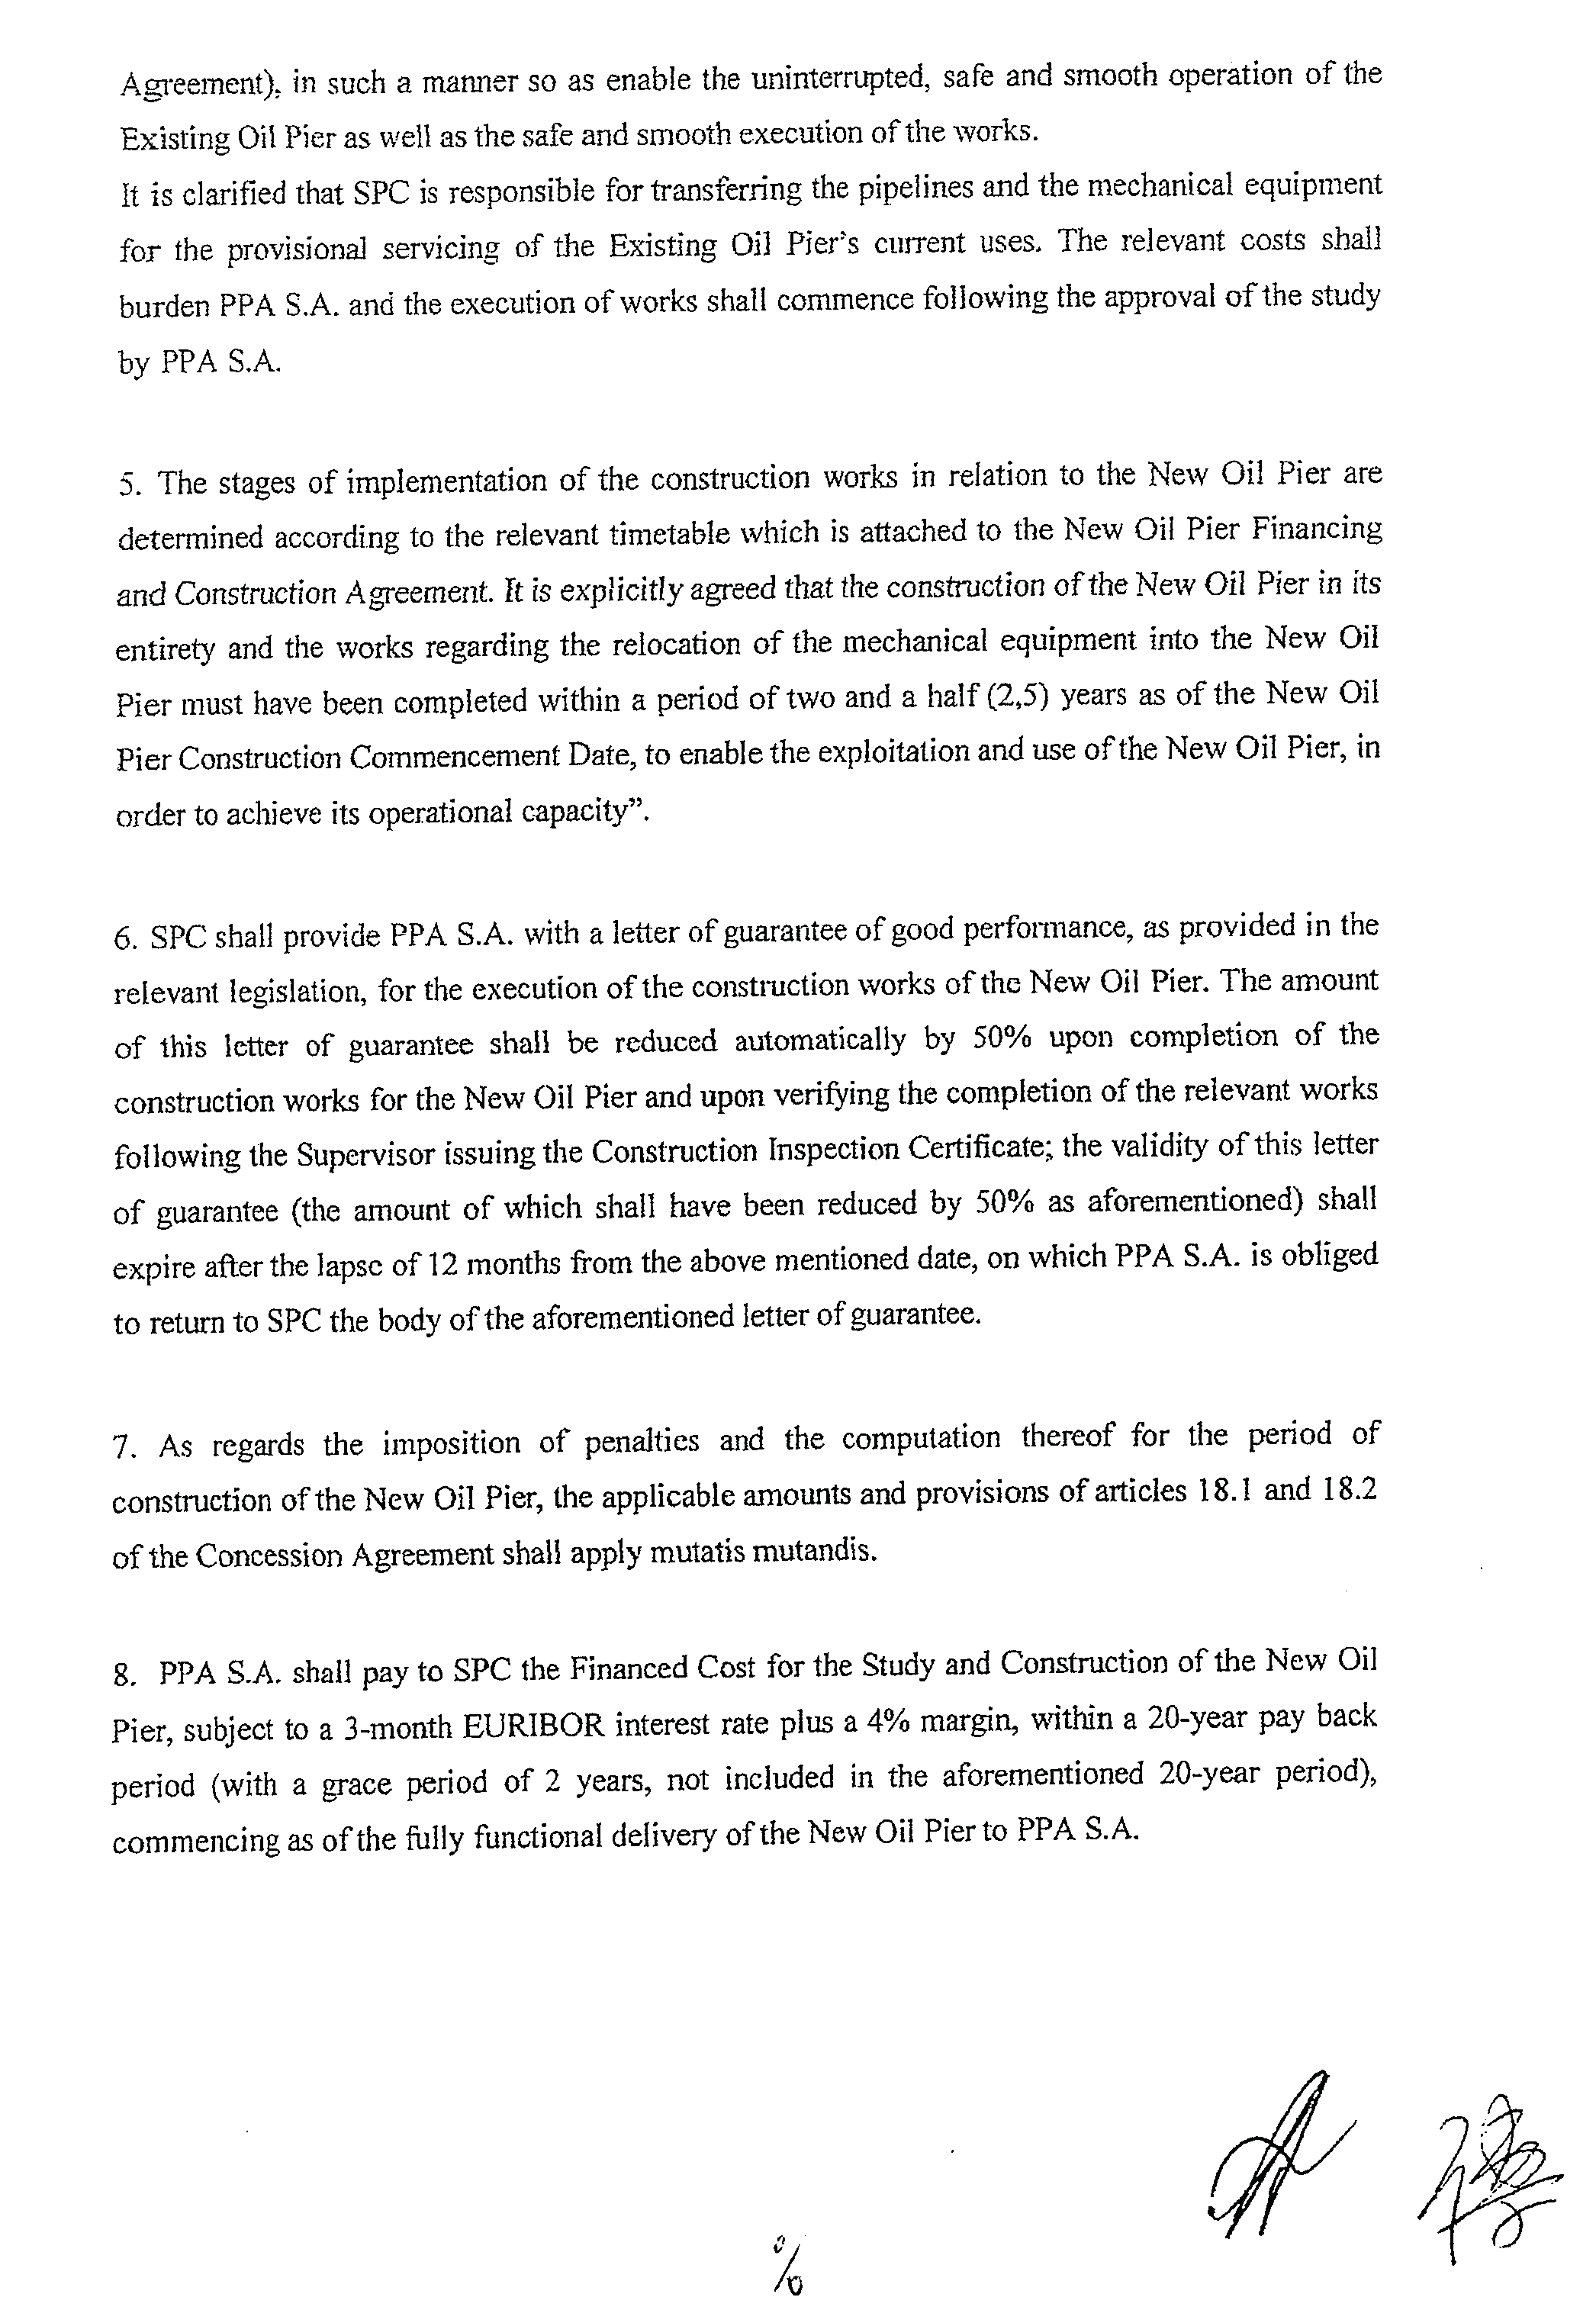 Agreement), in such a manner so as enable the uninterrupted, safe and smooth operation of the
Existing Oil Pier as well as the safe and smooth execution of the works.
It is clarified that SPC is responsible for transferring the pipelines and the mechanical equipment
for the provisional servicing of the Existing Oil Pier's current uses. The relevant costs shall
burden PPA S.A. and the execution of works shall commence following the approval of the study
by PPA S.A.
5. The stages of implementation of the construction works in relation to the New Oil Pier are
determined according to the relevant timetable which is attached to the New Oil Pier Financing
and Construction Agreement. It is explicitly agreed that the construction of the New Oil Pier in its
entirety and the works regarding the relocation of the mechanical equipment into the New Oil
Pier must have been completed within a period of two and a half (2,5) years as of the New Oil
Pier Construction Commencement Date, to enable the exploitation and use of the New Oil Pier, in
order to achieve its operational capacity”.
6. SPC shall provide PPA S.A. with a letter of guarantee of good performance, as provided in the
relevant legislation, for the execution of the construction works of the New Oil Pier. The amount
of this letter of guarantee shall be reduced automatically by 50% upon completion of the
construction works for the New Oil Pier and upon verifying the completion of the relevant works
following the Supervisor issuing the Construction Inspection Certificate; the validity of this letter
of guarantee (the amount of which shall have been reduced by 50% as aforementioned) shall
expire after the lapse of 12 months from the above mentioned date, on which PPA S.A. is obliged
to return to SPC the body of the aforementioned letter of guarantee.
7. As regards the imposition of penalties and the computation thereof for the period of
construction of the New Oil Pier, the applicable amounts and provisions of articles 18.1 and 18.2
of the Concession Agreement shall apply mutatis mutandis.
8. PPA S.A. shall pay to SPC the Financed Cost for the Study and Construction of the New Oil
Pier, subject to a 3-month EURIBOR interest rate plus a 4% margin, within a 20-year pay back
period (with a grace period of 2 years, not included in the aforementioned 20-year period),
commencing as of the fully functional delivery of the New Oil Pier to PPA S.A.